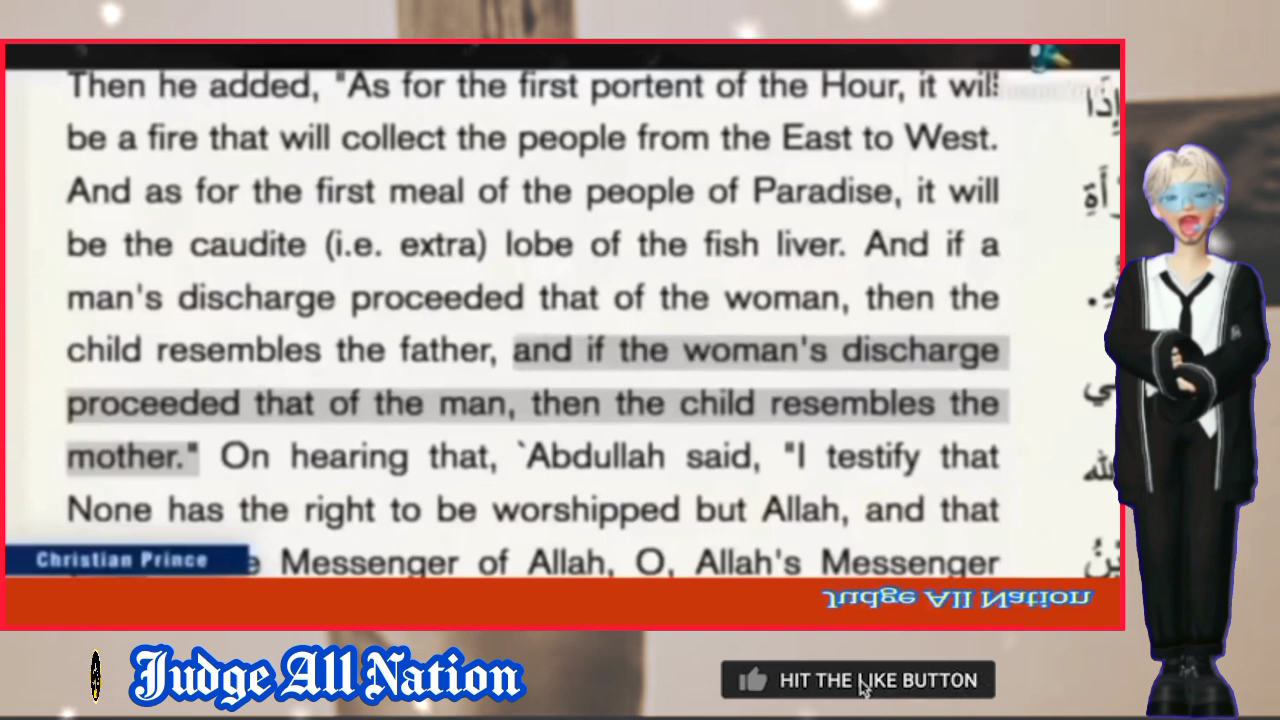 Then he added, "As for the first portent of the Hour, it will
be a fire that will collect the people from the East to West.
And as for the first meal of the people of Paradise, it will
be the caudite (i.e. extra) lobe of the fish liver. And if a
man's discharge proceeded that of the woman, then the
child resembles the father, and if the woman's discharge
proceeded that of the man, then the child resembles the
mother." On hearing that, `Abdullah said, "I testify that
None has the right to be worshipped but Allah, and that
Messenger of Allah, O, Allah's Messenger
Christian Prince
Judge All Nation
Judge All Nation
HIT THE LIKE BUTTON